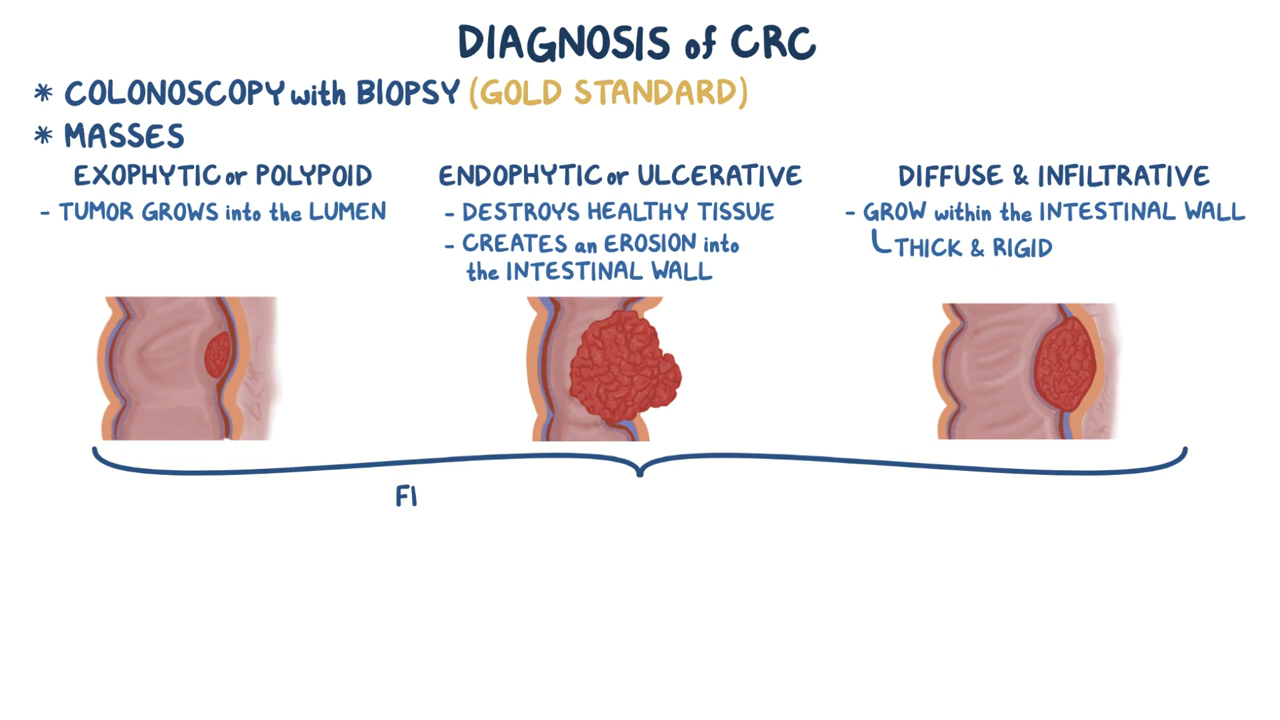 DIAGNOSIS of CRC
* COLONOSCOPY with BIOPSY (GOLD STANDARD)
* MASSES
EXOPHYTIC or POLYPOID
- TUMOR GROWS into the LUMEN
ENDOPHYTIC or ULCERATIVE
- DESTROYS HEALTHY TISSUE
- CREATES an EROSION into
the INTESTINAL WALL
DIFFUSE & INFILTRATIVE
- GROW within the INTESTINAL WALL
THICK & RIGID
FI